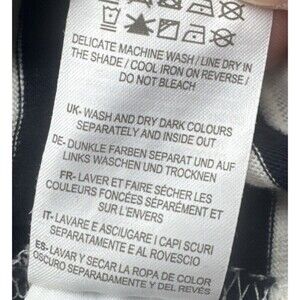 DELICATE MACHINE WASH / LINE DRY IN
THE SHADE / COOL IRON ON REVERSE /
DO NOT BLEACH
UK- WASH AND DRY DARK COLOURS
SEPARATELY AND INSIDE OUT
DE- DUNKLE FARBEN SEPARAT UND AUF
LINKS WASCHEN UND TROCKNEN
FR- LAVER ET FAIRE SÉCHER LES
COULEURS FONCÉES SÉPARÉMENT ET
SUR L'ENVERS
IT- LAVARE E ASCIUGARE I CAPI SCURI
SEPARATAMENTE E AL ROVESCIO
ES- LAVAR Y SECAR LA ROPA DE COLOR
OSCURO SEPARADAMENTE Y DEL REVÉS